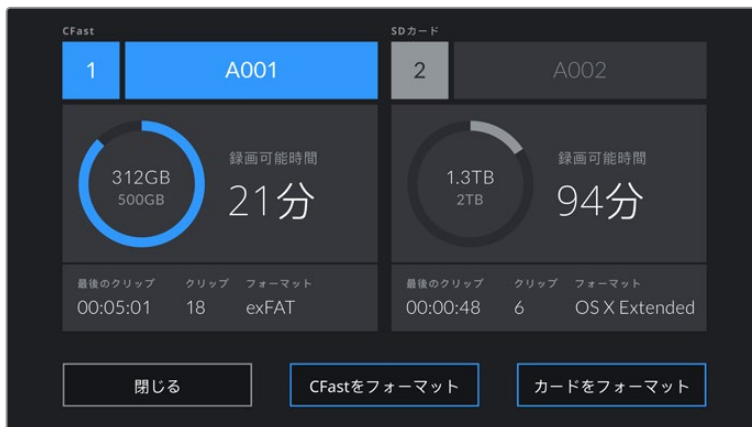 CFast
SDカード
1
A001
2
A002
312GB
500GB
録画可能時間
21分
1.3TB
2TB
録画可能時間
94分
最後のクリップ
クリップ
フォーマット
00:05:01
18
exFAT
最後のクリップ
クリップ
フォーマット
00:00:48
6
OS X Extended
閉じる
CFastをフォーマット
カードをフォーマット